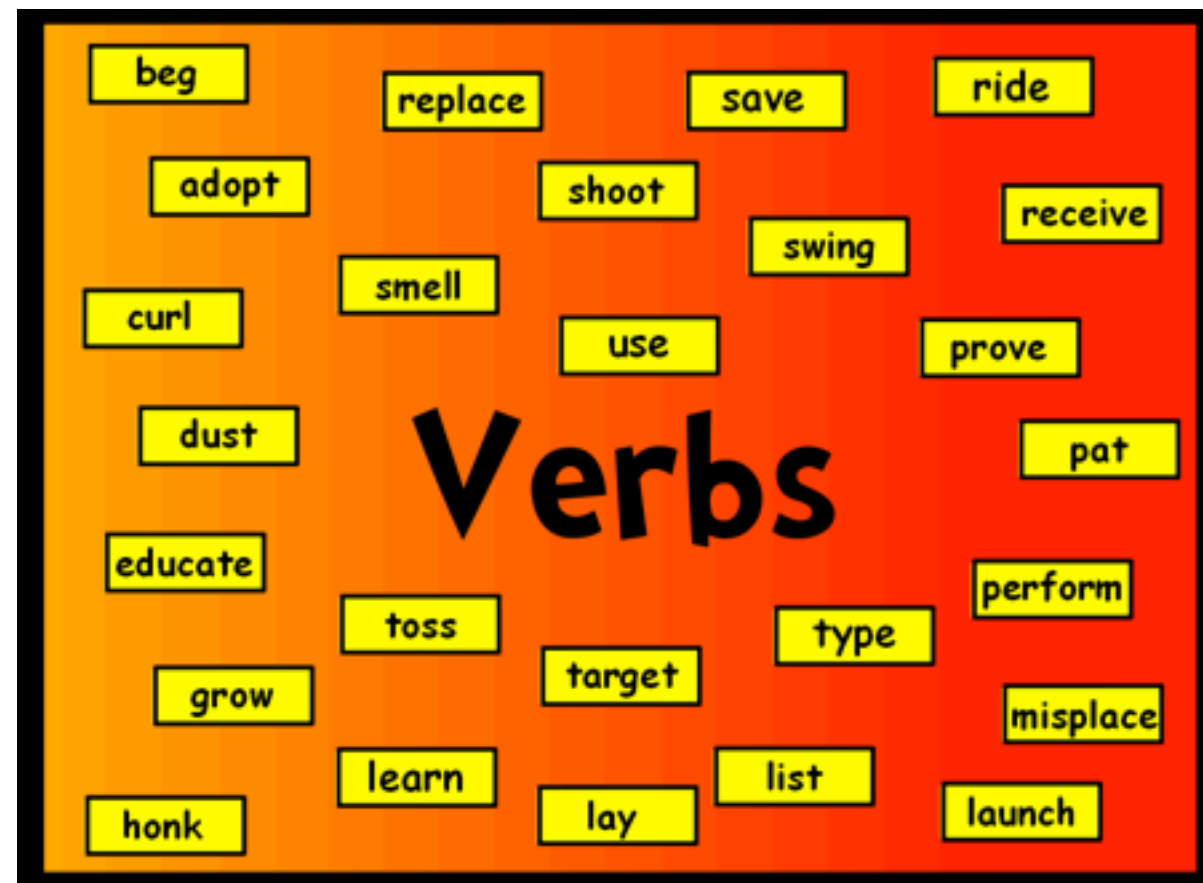 beg
replace
save
ride
adopt
shoot
receive
swing
smell
curl
use
prove
dust
Verbs
pat
educate
perform
toss
type
target
grow
misplace
learn
list
lay
launch
honk